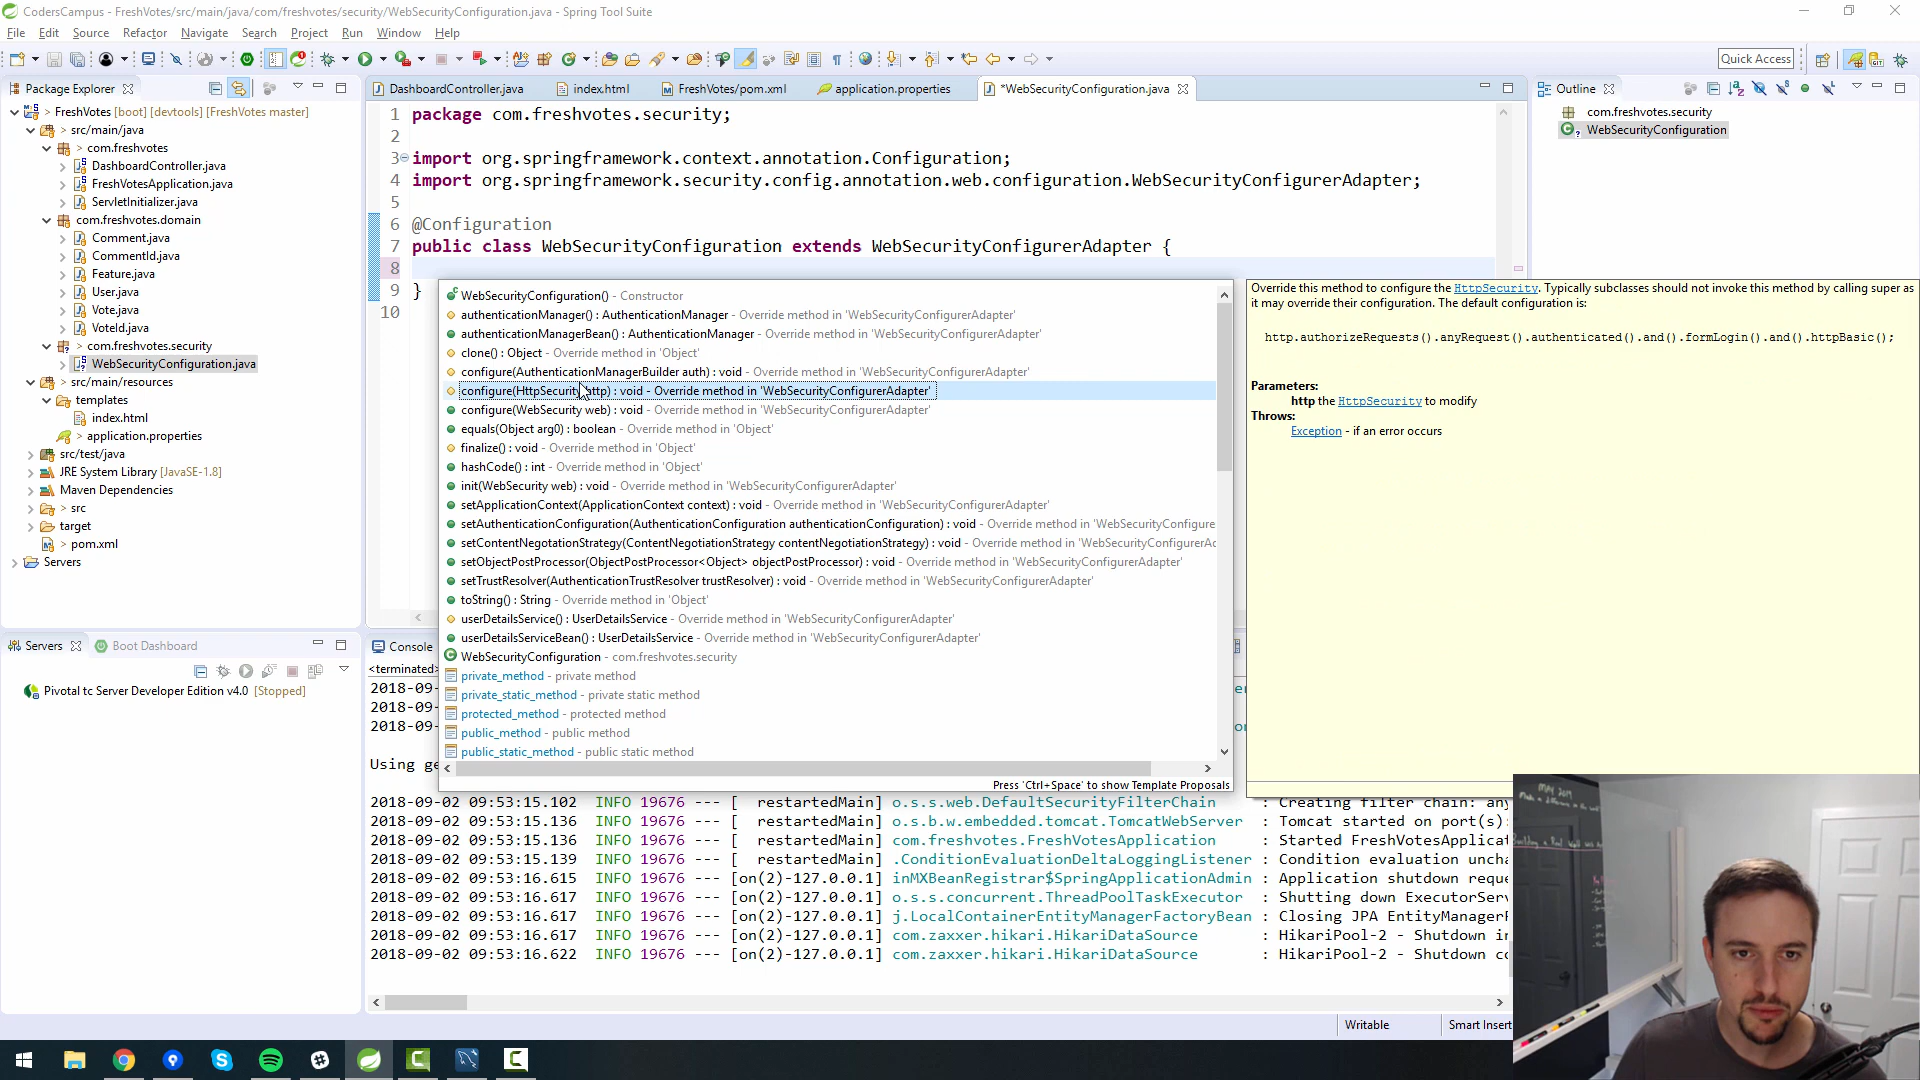 CodersCampus - FreshVotes/src/main/java/com/freshvotes/security/WebSecurityConfiguration.java - Spring Tool Suite
File Edit Source Refactor Navigate Search Project Run Window Help
Quick Access
Package Explorer
FreshVotes [boot] [devtools] [FreshVotes master]
src/main/java
com.freshvotes
DashboardController.java
FreshVotesApplication.java
ServletInitializer.java
com.freshvotes.domain
Comment.java
CommentId.java
Feature.java
User.java
Vote.java
VoteId.java
com.freshvotes.security
WebSecurityConfiguration.java
src/main/resources
templates
index.html
application.properties
src/test/java
JRE System Library [JavaSE-1.8]
Maven Dependencies
src
target
pom.xml
Servers
DashboardController.java index.html FreshVotes/pom.xml application.properties *WebSecurityConfiguration.java
1 package com.freshvotes.security;
2
3 import org.springframework.context.annotation.Configuration;
4 import org.springframework.security.config.annotation.web.configuration.WebSecurityConfigurerAdapter;
5
6 @Configuration
7 public class WebSecurityConfiguration extends WebSecurityConfigurerAdapter {
8
9 }
10
Outline
com.freshvotes.security
WebSecurityConfiguration
WebSecurityConfiguration() - Constructor
authenticationManager() : AuthenticationManager - Override method in 'WebSecurityConfigurerAdapter'
authenticationManagerBean() : AuthenticationManager - Override method in 'WebSecurityConfigurerAdapter'
clone() : Object - Override method in 'Object'
configure(AuthenticationManagerBuilder auth) : void - Override method in 'WebSecurityConfigurerAdapter'
configure(HttpSecurity http) : void - Override method in 'WebSecurityConfigurerAdapter'
configure(WebSecurity web) : void - Override method in 'WebSecurityConfigurerAdapter'
equals(Object arg0) : boolean - Override method in 'Object'
finalize() : void - Override method in 'Object'
hashCode() : int - Override method in 'Object'
init(WebSecurity web) : void - Override method in 'WebSecurityConfigurerAdapter'
setApplicationContext(ApplicationContext context) : void - Override method in 'WebSecurityConfigurerAdapter'
setAuthenticationConfiguration(AuthenticationConfiguration authenticationConfiguration) : void - Override method in 'WebSecurityConfigure
setContentNegotationStrategy(ContentNegotiationStrategy contentNegotiationStrategy) : void - Override method in 'WebSecurityConfigurerAc
setObjectPostProcessor(ObjectPostProcessor<Object> objectPostProcessor) : void - Override method in 'WebSecurityConfigurerAdapter'
setTrustResolver(AuthenticationTrustResolver trustResolver) : void - Override method in 'WebSecurityConfigurerAdapter'
toString() : String - Override method in 'Object'
userDetailsService() : UserDetailsService - Override method in 'WebSecurityConfigurerAdapter'
userDetailsServiceBean() : UserDetailsService - Override method in 'WebSecurityConfigurerAdapter'
WebSecurityConfiguration - com.freshvotes.security
private_method - private method
private_static_method - private static method
protected_method - protected method
public_method - public method
public_static_method - public static method
Press 'Ctrl+Space' to show Template Proposals
Override this method to configure the HttpSecurity. Typically subclasses should not invoke this method by calling super as
it may override their configuration. The default configuration is:
http.authorizeRequests().anyRequest().authenticated().and().formLogin().and().httpBasic();
Parameters:
http the HttpSecurity to modify
Throws:
Exception - if an error occurs
Servers Boot Dashboard
Pivotal tc Server Developer Edition v4.0 [Stopped]
Console
<terminated>
2018-09-
2018-09-
2018-09-
Using ge
2018-09-02 09:53:15.102 INFO 19676 --- [ restartedMain] o.s.s.web.DefaultSecurityFilterChain : Creating filter chain: any
2018-09-02 09:53:15.136 INFO 19676 --- [ restartedMain] o.s.b.w.embedded.tomcat.TomcatWebServer : Tomcat started on port(s):
2018-09-02 09:53:15.136 INFO 19676 --- [ restartedMain] com.freshvotes.FreshVotesApplication : Started FreshVotesApplicat
2018-09-02 09:53:15.139 INFO 19676 --- [ restartedMain] .ConditionEvaluationDeltaLoggingListener : Condition evaluation uncha
2018-09-02 09:53:16.615 INFO 19676 --- [on(2)-127.0.0.1] inMXBeanRegistrar$SpringApplicationAdmin : Application shutdown reque
2018-09-02 09:53:16.617 INFO 19676 --- [on(2)-127.0.0.1] o.s.s.concurrent.ThreadPoolTaskExecutor : Shutting down ExecutorServ
2018-09-02 09:53:16.617 INFO 19676 --- [on(2)-127.0.0.1] j.LocalContainerEntityManagerFactoryBean : Closing JPA EntityManagerF
2018-09-02 09:53:16.617 INFO 19676 --- [on(2)-127.0.0.1] com.zaxxer.hikari.HikariDataSource : HikariPool-2 - Shutdown in
2018-09-02 09:53:16.622 INFO 19676 --- [on(2)-127.0.0.1] com.zaxxer.hikari.HikariDataSource : HikariPool-2 - Shutdown co
Writable Smart Insert